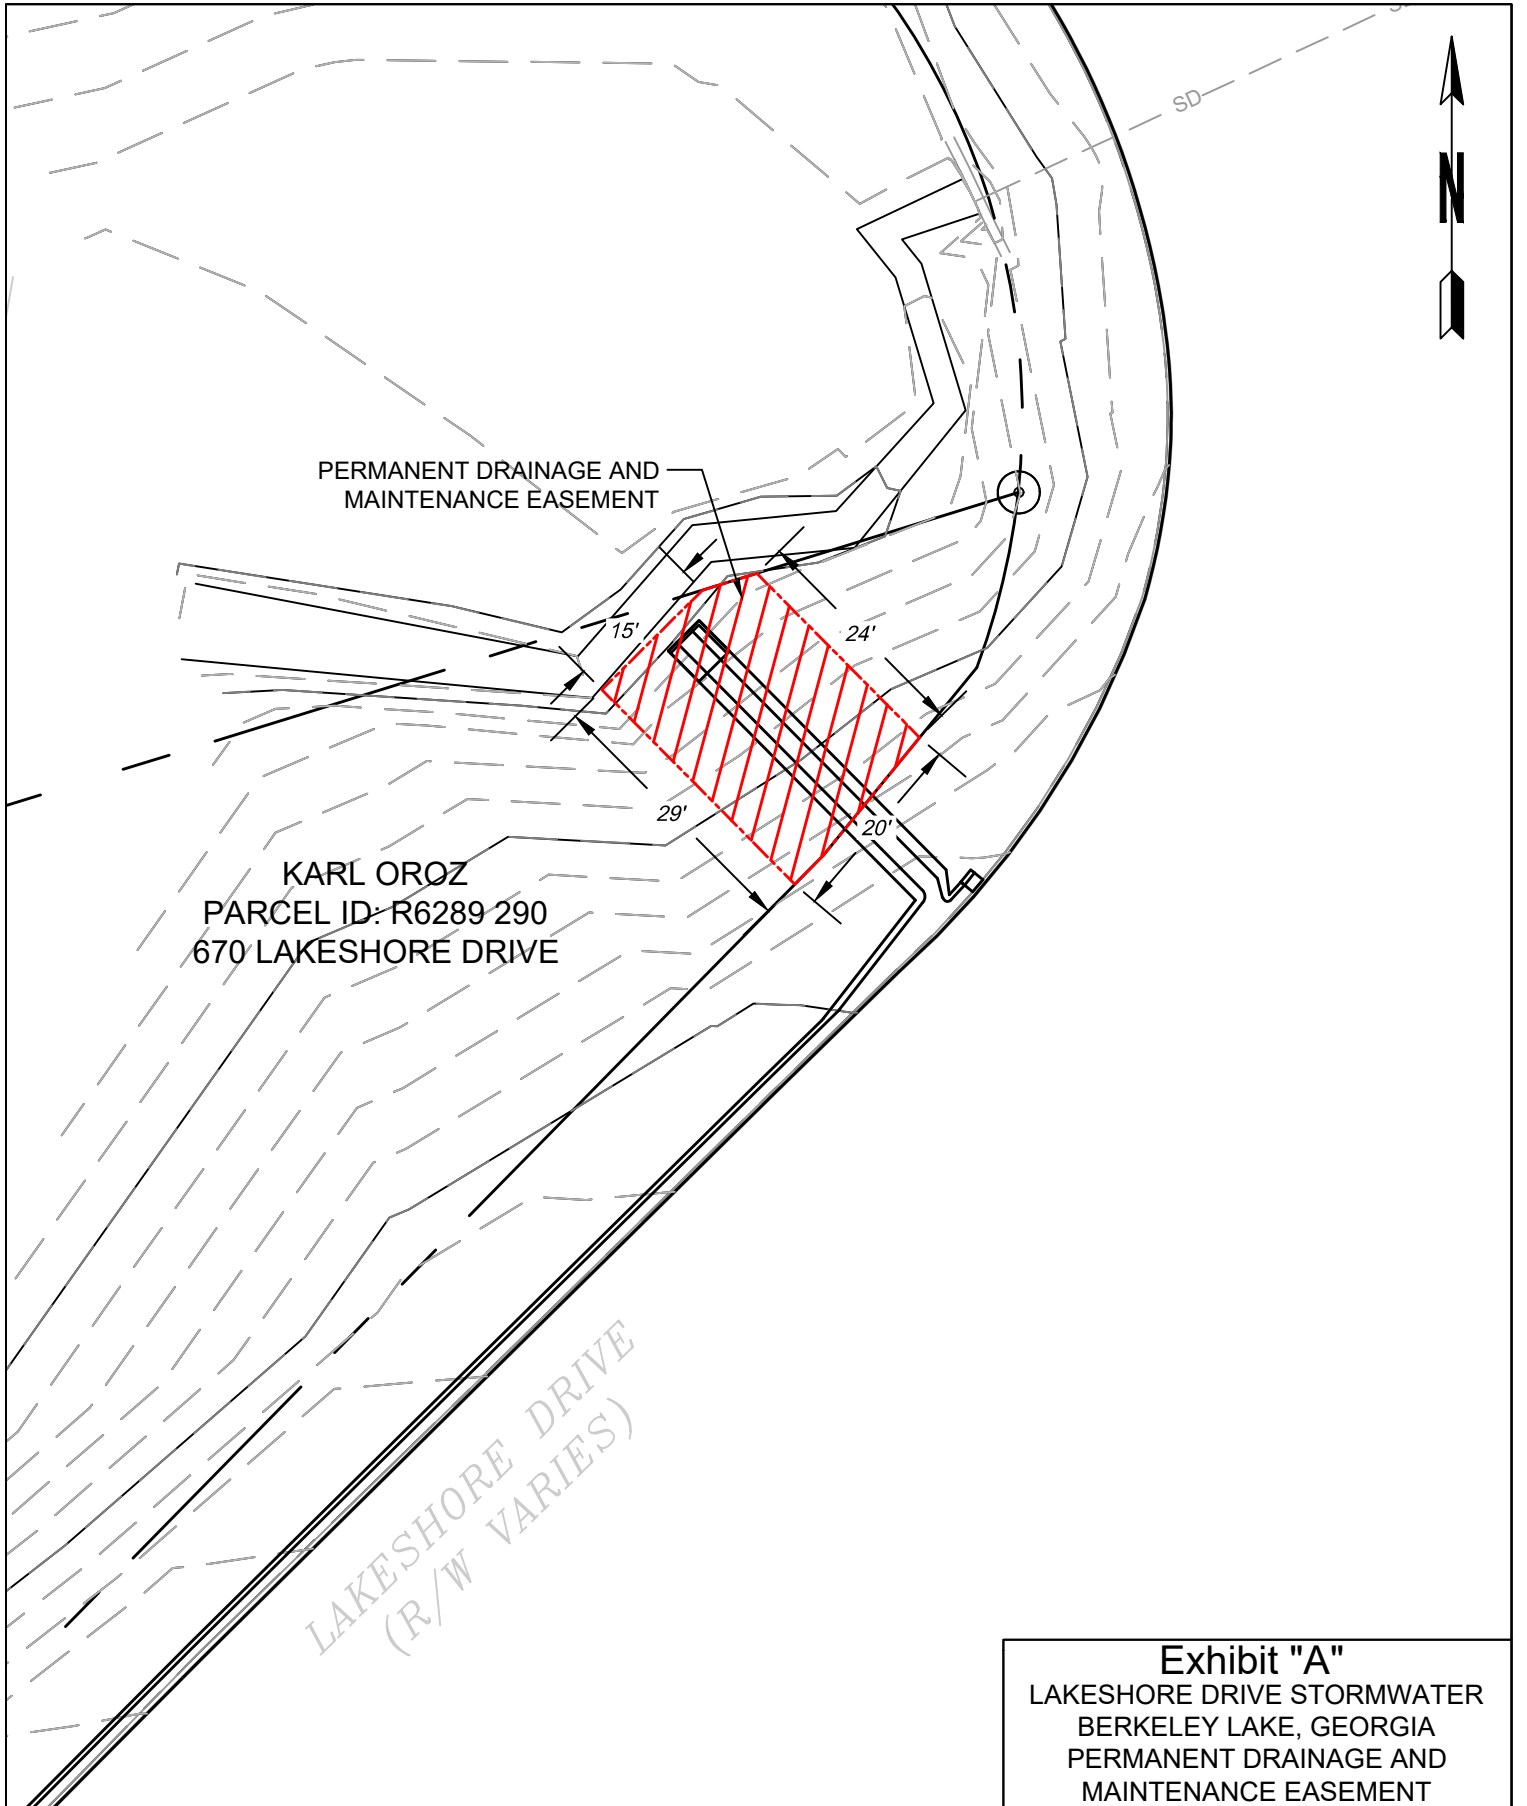 SD
N
PERMANENT DRAINAGE AND
MAINTENANCE EASEMENT
15'
24'
29'
20'
KARL OROZ
PARCEL ID: R6289 290
670 LAKESHORE DRIVE
LAKESHORE DRIVE
(R/W VARIES)
Exhibit "A"
LAKESHORE DRIVE STORMWATER
BERKELEY LAKE, GEORGIA
PERMANENT DRAINAGE AND
MAINTENANCE EASEMENT